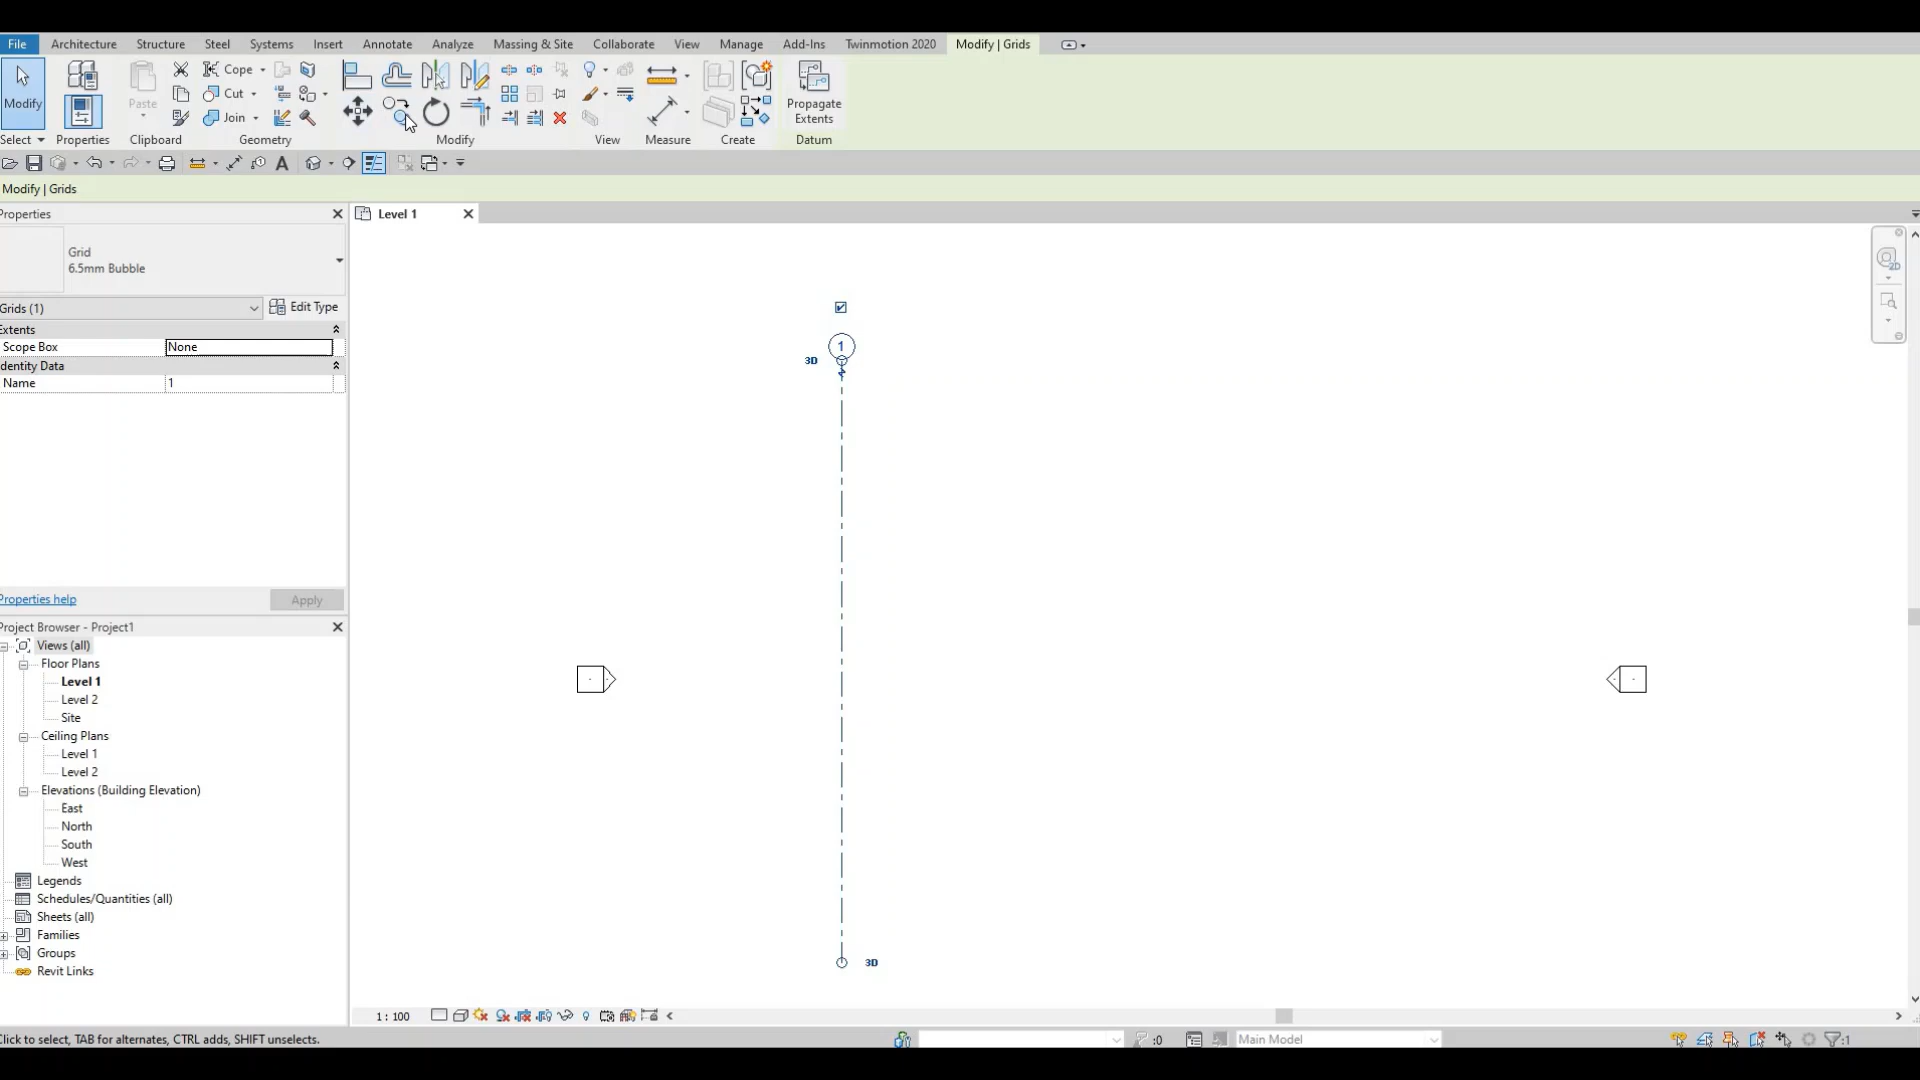 File Architecture Structure Steel Systems Insert Annotate Analyze Massing & Site Collaborate View Manage Add-Ins Twinmotion 2020 Modify | Grids
Modify
Paste
Cope
Cut
Join
Propagate
Extents
Select Properties Clipboard Geometry Modify View Measure Create Datum
A
Modify | Grids
Properties
Level 1
2D
Grid
6.5mm Bubble
Grids (1) Edit Type
Extents
Scope Box None
Identity Data
Name 1
1
3D
Properties help Apply
Project Browser - Project1
Views (all)
Floor Plans
Level 1
Level 2
Site
Ceiling Plans
Level 1
Level 2
Elevations (Building Elevation)
East
North
South
West
Legends
Schedules/Quantities (all)
Sheets (all)
Families
Groups
Revit Links
3D
1 : 100
Click to select, TAB for alternates, CTRL adds, SHIFT unselects. :0 Main Model :1